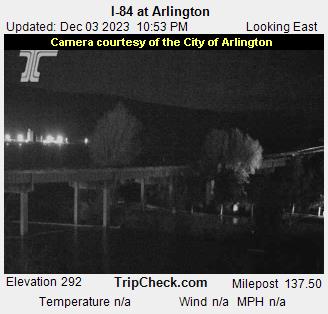 I-84 at Arlington
Updated: Dec 03 2023 10:53 PM Looking East
Camera courtesy of the City of Arlington
Elevation 292 TripCheck.com Milepost 137.50
Temperature n/a Wind n/a MPH n/a